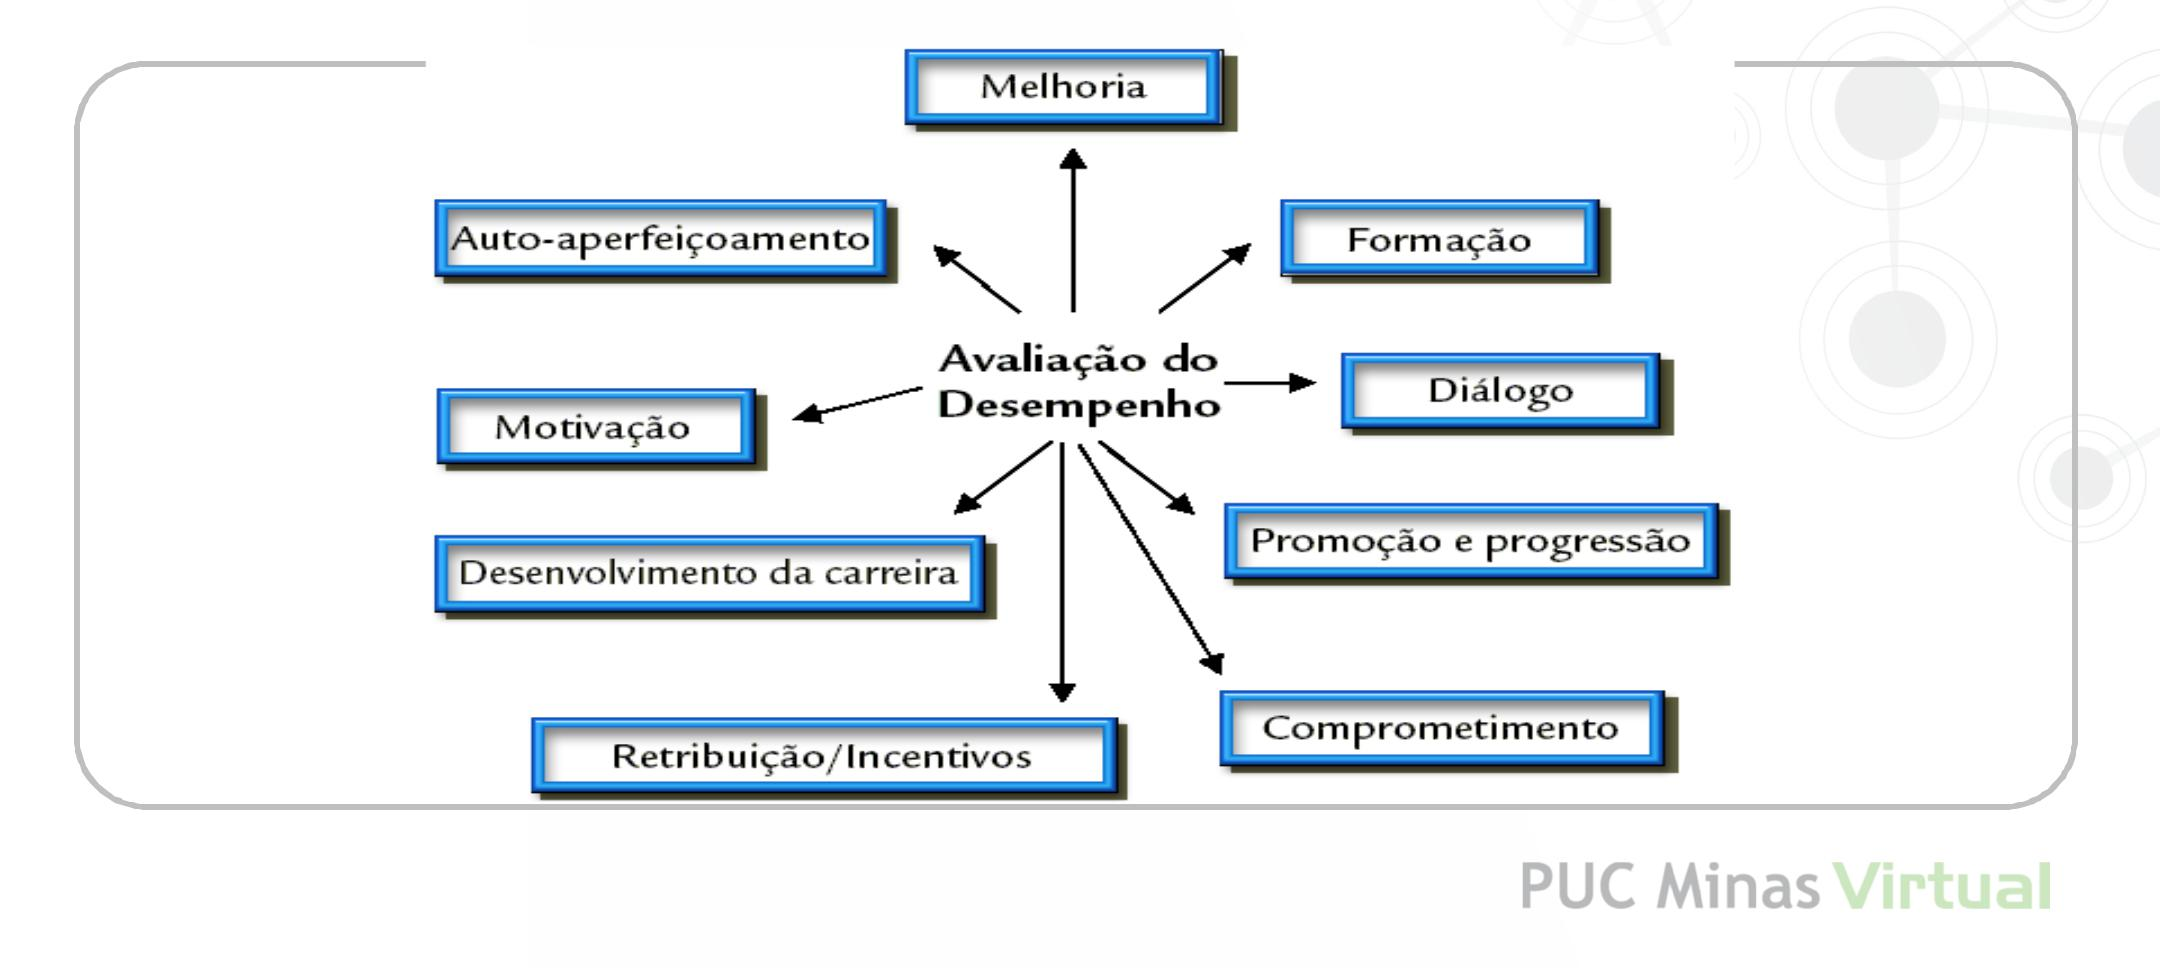 Melhoria
Auto-aperfeiçoamento
Formação
Avaliação do
Desempenho
Diálogo
Motivação
Promoção e progressão
Desenvolvimento da carreira
Comprometimento
Retribuição/Incentivos
PUC Minas Virtual